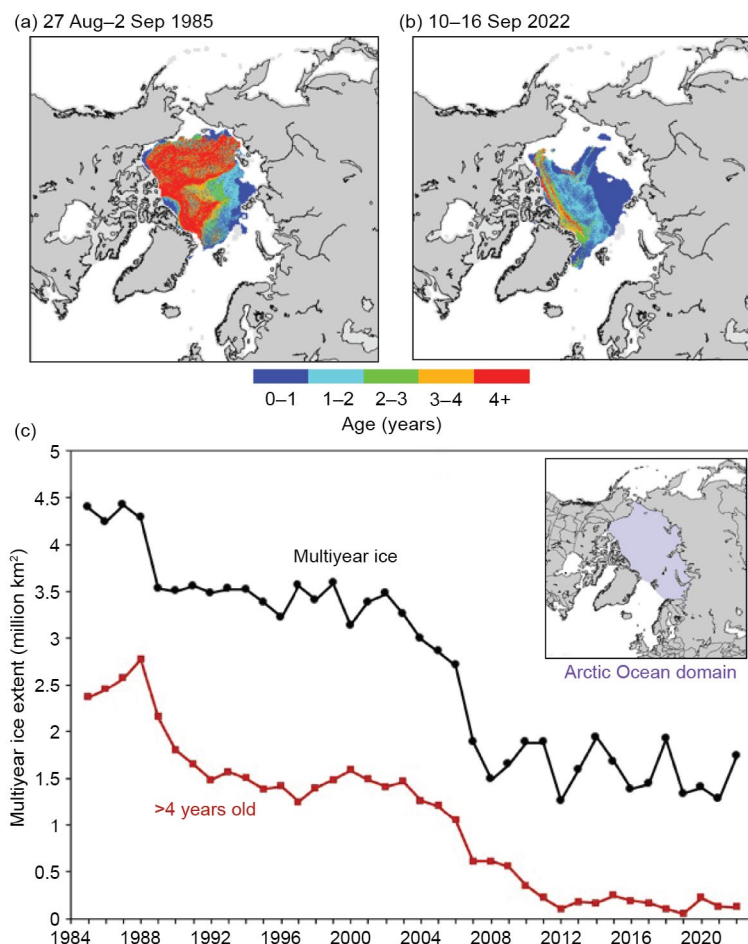 (a) 27 Aug–2 Sep 1985
(b) 10–16 Sep 2022
0–1 1–2 2–3 3–4 4+
Age (years)
(c)
Multiyear ice extent (million km²)
5
4.5
4
3.5
3
2.5
2
1.5
1
0.5
0
Multiyear ice
>4 years old
Arctic Ocean domain
1984 1988 1992 1996 2000 2004 2008 2012 2016 2020